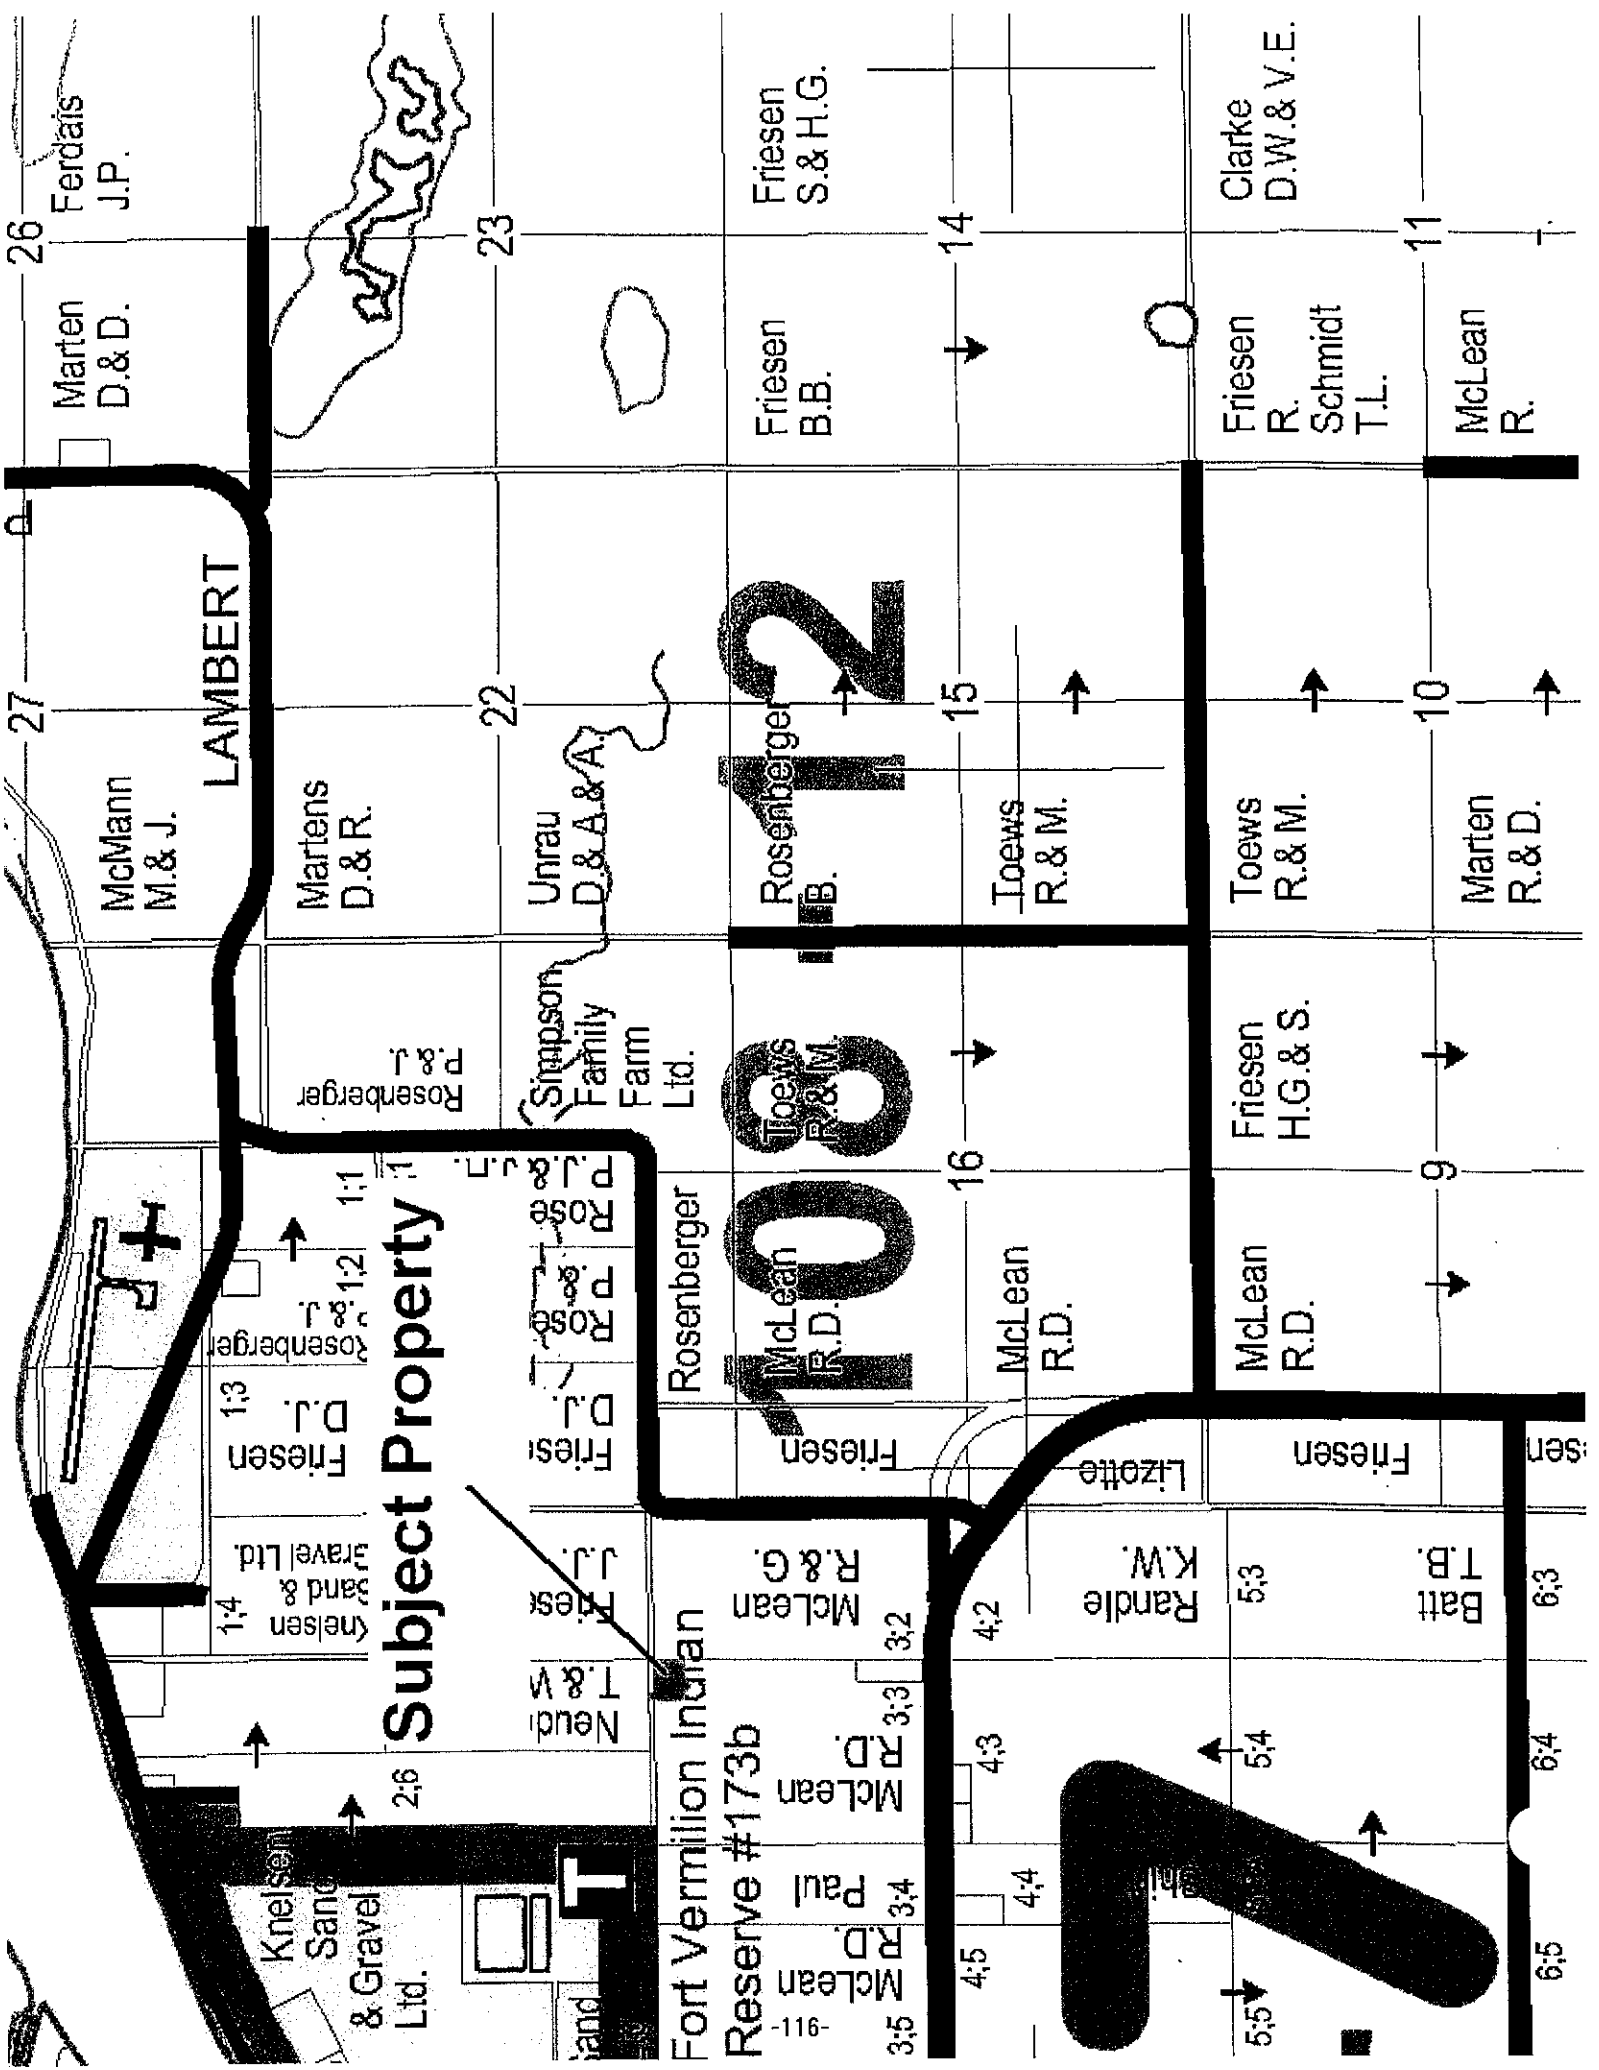 26
Ferdais
J.P.
Marten
D.& D.
27
LAMBERT
McMann
M.& J.
23
22
Martens
D.& R.
Unrau
D.& A.& A.
Rosenberger
P.& J.
Simpson
Family
Farm
Ltd.
1:1
:1
P.J.& J.D.
Rose
1:2
Rosenberger
P.& J.
P.&
Rose
1:3
Friesen
D.J.
Friese
D.J.
Subject Property
1:4
Knelsen
Sand &
Gravel Ltd.
Friese
J.J.
Neud
T.& W
2:6
Knelsen
Sand
& Gravel
Ltd.
T
Sand
Fort Vermilion Indian
Reserve #173b
-116-
Friesen
S.& H.G.
Friesen
B.B.
14
108 - 12
Rosenberger
B.
15
Toews
R.& M.
Toews
R.& M.
16
Rosenberger
McLean
R.D.
McLean
R.D.
Friesen
Lizotte
McLean
R.& G.
3;2
McLean
R.D.
3;3
Paul
3;4
McLean
R.D.
3;5
4;2
4;3
4;4
4;5
Randle
K.W.
5;3
5;4
5;5
Clarke
D.W.& V.E.
11
Friesen
R.
Schmidt
T.L.
McLean
R.
Toews
R.& M.
10
Marten
R.& D.
Friesen
H.G.& S.
9
McLean
R.D.
Friesen
Batt
T.B.
6;3
6;4
6;5